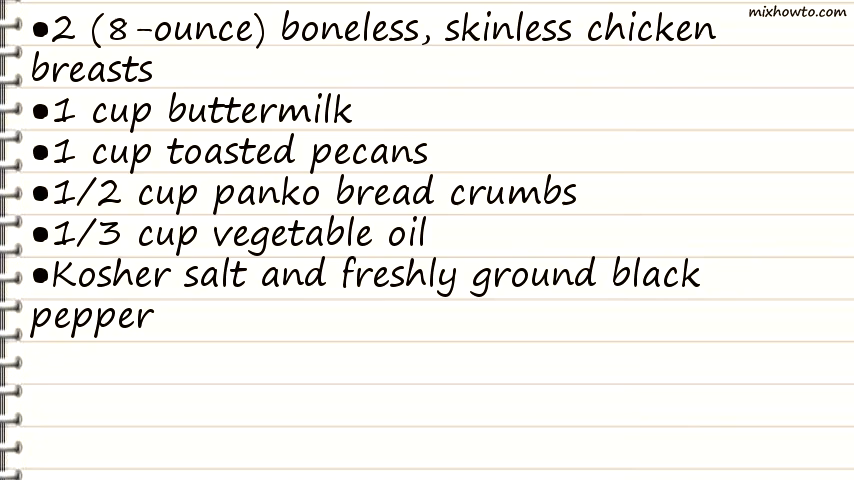 mixhowto.com
•2 (8-ounce) boneless, skinless chicken
breasts
•1 cup buttermilk
•1 cup toasted pecans
•1/2 cup panko bread crumbs
•1/3 cup vegetable oil
•Kosher salt and freshly ground black
pepper